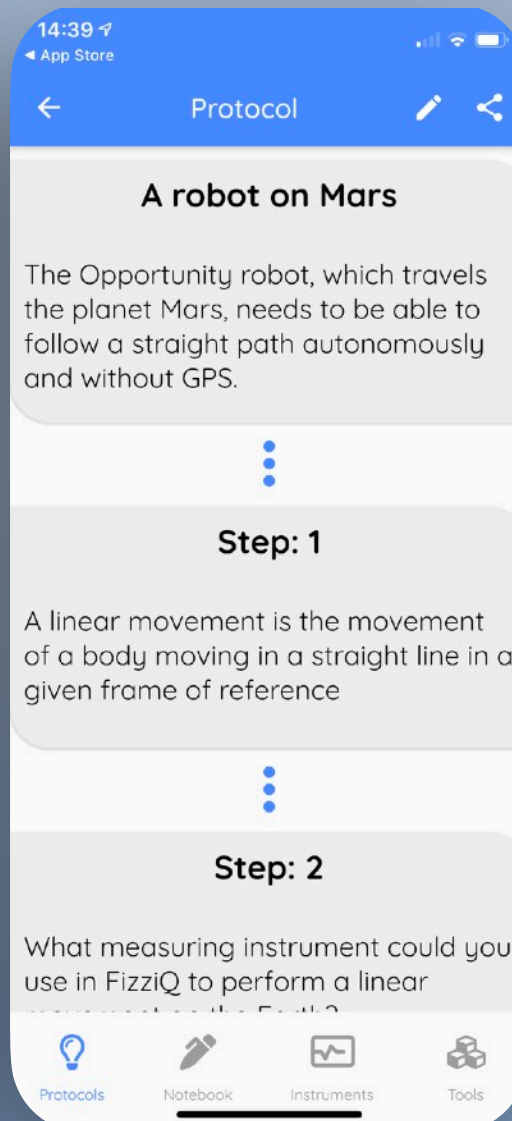 14:39
App Store
Protocol
A robot on Mars
The Opportunity robot, which travels
the planet Mars, needs to be able to
follow a straight path autonomously
and without GPS.
Step: 1
A linear movement is the movement
of a body moving in a straight line in a
given frame of reference
Step: 2
What measuring instrument could you
use in FizziQ to perform a linear
Protocols
Notebook
Instruments
Tools